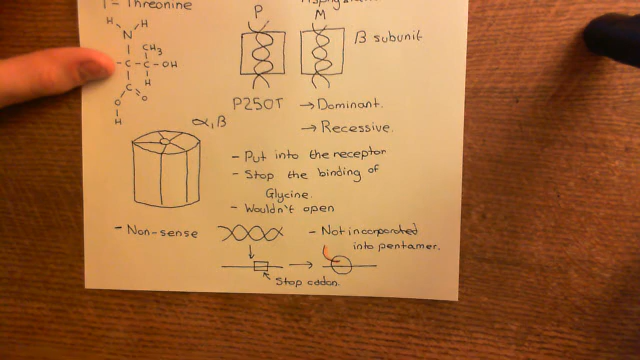 T = Threonine
P
M
β subunit
H H
N
CH3
- C - C - OH
C H
O O
H
P250T → Dominant.
→ Recessive.
α, β
- Put into the receptor
- Stop the binding of
Glycine.
- Wouldn't open
- Non-sense
- Not incorporated
into pentamer.
Stop codon.